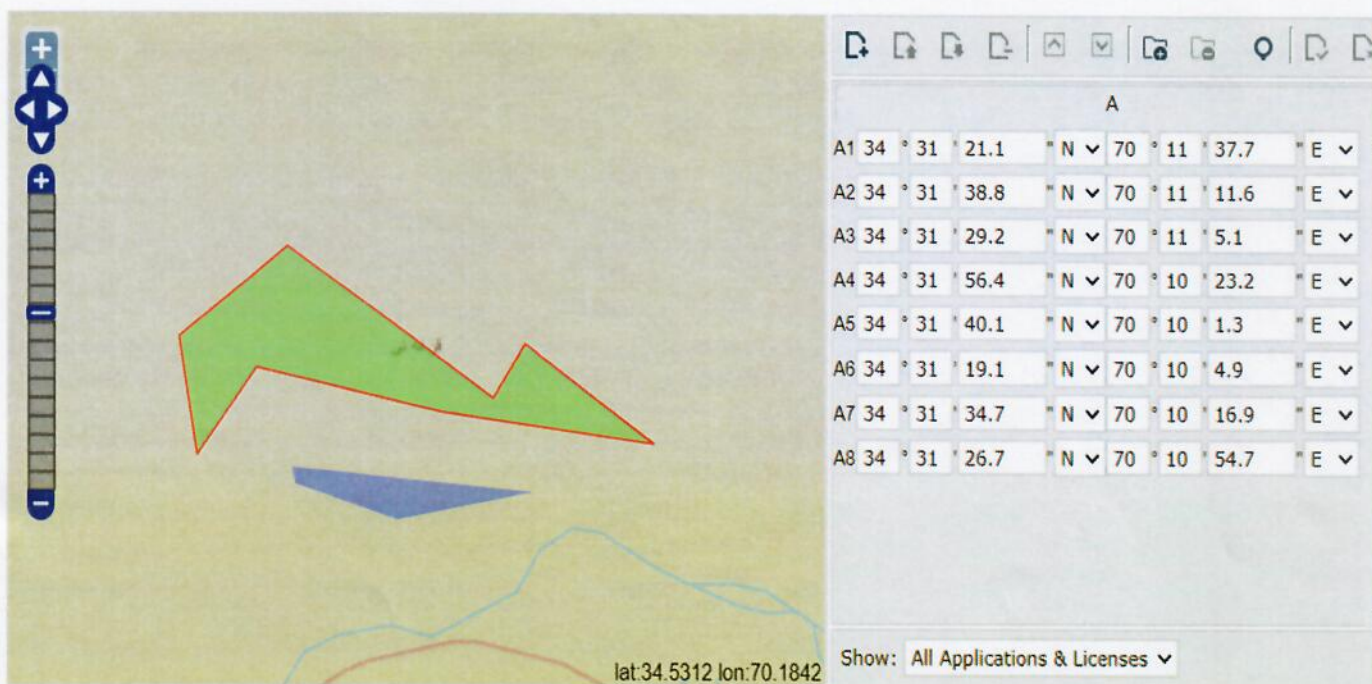 A
A1 34 ° 31 ' 21.1 " N 70 ° 11 ' 37.7 " E
A2 34 ° 31 ' 38.8 " N 70 ° 11 ' 11.6 " E
A3 34 ° 31 ' 29.2 " N 70 ° 11 ' 5.1 " E
A4 34 ° 31 ' 56.4 " N 70 ° 10 ' 23.2 " E
A5 34 ° 31 ' 40.1 " N 70 ° 10 ' 1.3 " E
A6 34 ° 31 ' 19.1 " N 70 ° 10 ' 4.9 " E
A7 34 ° 31 ' 34.7 " N 70 ° 10 ' 16.9 " E
A8 34 ° 31 ' 26.7 " N 70 ° 10 ' 54.7 " E
lat:34.5312 lon:70.1842
Show: All Applications & Licenses